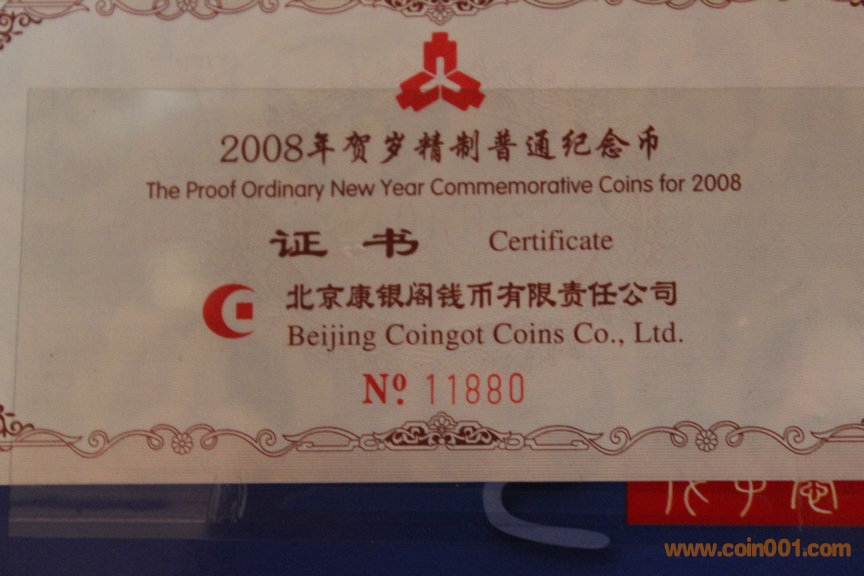 2008年贺岁精制普通纪念币
The Proof Ordinary New Year Commemorative Coins for 2008
证 书 Certificate
北京康银阁钱币有限责任公司
Beijing Coingot Coins Co., Ltd.
Nº 11880
www.coin001.com